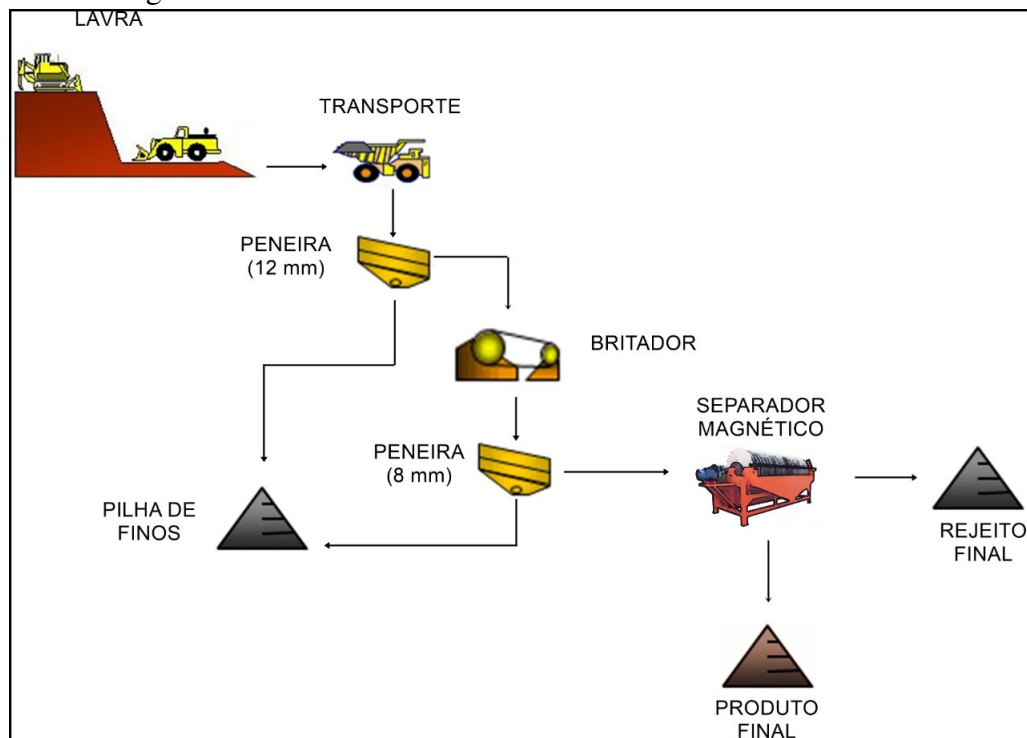 LAVRA
TRANSPORTE
PENEIRA
(12 mm)
BRITADOR
PENEIRA
(8 mm)
SEPARADOR
MAGNÉTICO
PILHA DE
FINOS
REJEITO
FINAL
PRODUTO
FINAL